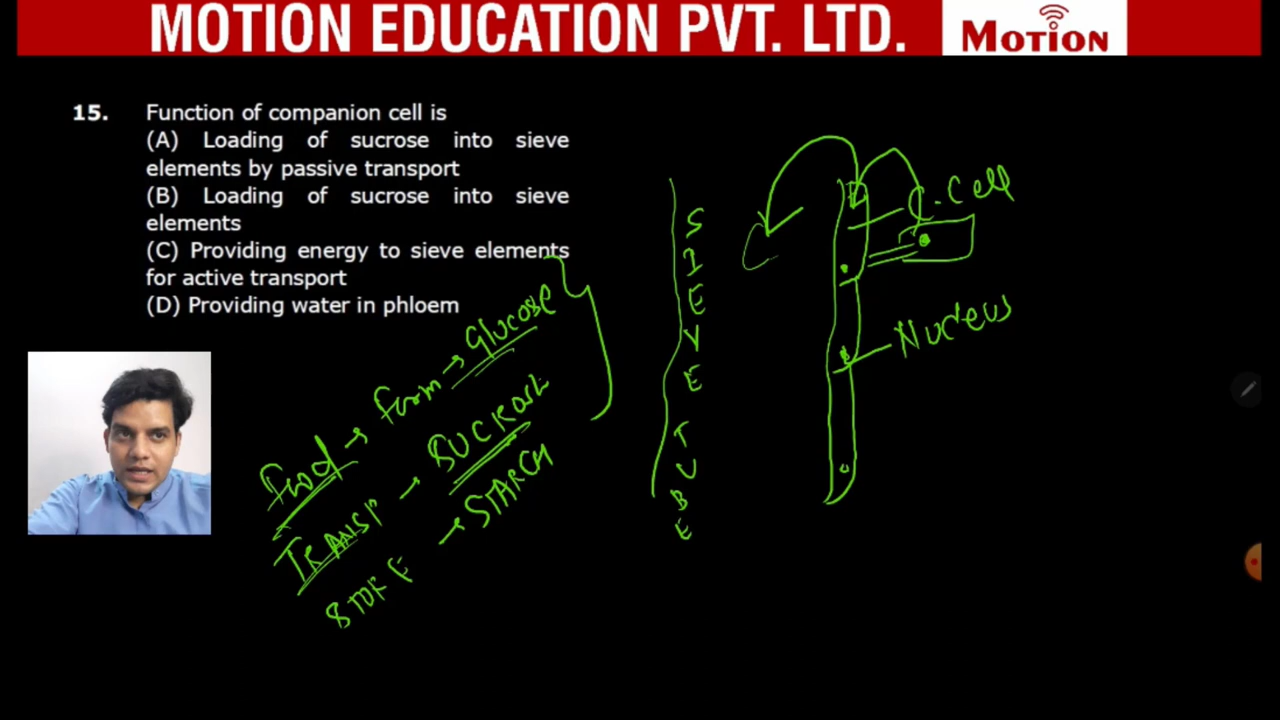 MOTION EDUCATION PVT. LTD.
MOTION
15. Function of companion cell is
(A) Loading of sucrose into sieve
elements by passive transport
(B) Loading of sucrose into sieve
elements
(C) Providing energy to sieve elements
for active transport
(D) Providing water in phloem
Food → Form → Glucose
TRANSP →
→ STARCH
SIEVE TUBE
C. Cell
Nucleus